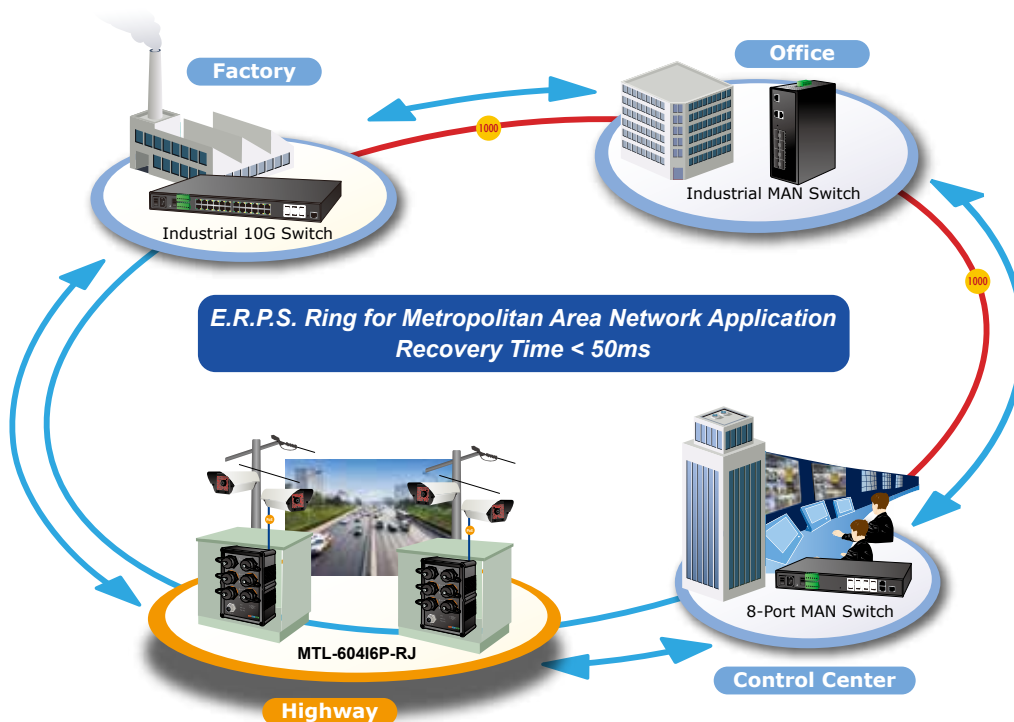 Office
Factory
1000
Industrial MAN Switch
Industrial 10G Switch
1000
E.R.P.S. Ring for Metropolitan Area Network Application
Recovery Time < 50ms
8-Port MAN Switch
MTL-604I6P-RJ
Control Center
Highway